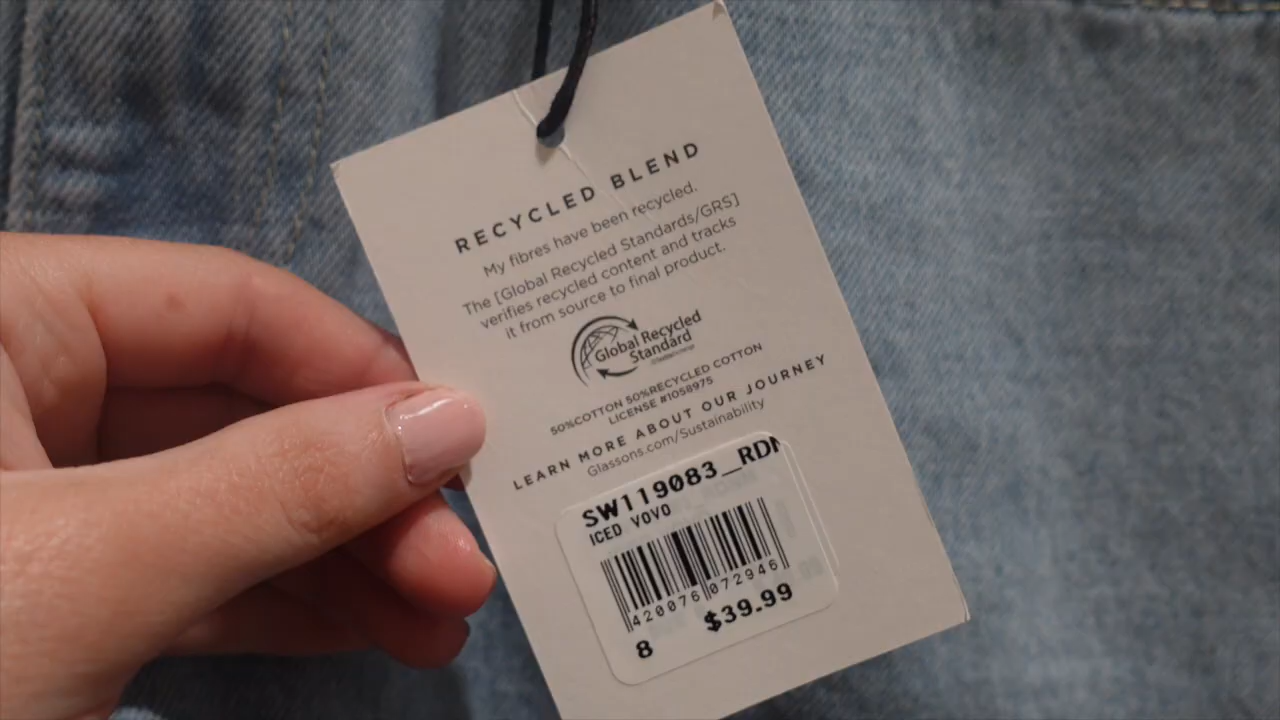 RECYCLED BLEND
My fibres have been recycled.
The [Global Recycled Standards/GRS]
verifies recycled content and tracks
it from source to final product.
Global Recycled
Standard
50%COTTON 50%RECYCLED COTTON
LICENSE #1058975
LEARN MORE ABOUT OUR JOURNEY
Glassons.com/Sustainability
SW119083_RDN
ICED YOYO
420076 072946
8 $39.99